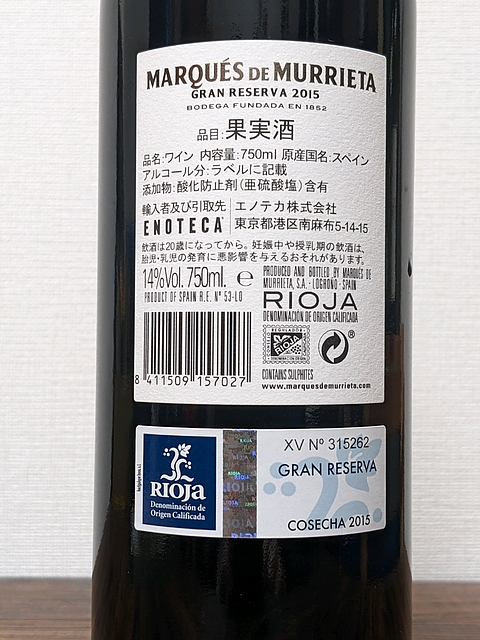 MARQUÉS DE MURRIETA
GRAN RESERVA 2015
BODEGA FUNDADA EN 1852
品目:果実酒
品名:ワイン 内容量:750ml 原産国名:スペイン
アルコール分:ラベルに記載
添加物:酸化防止剤(亜硫酸塩)含有
輸入者及び引取先 エノテカ株式会社
ENOTECA 東京都港区南麻布5-14-15
飲酒は20歳になってから。妊娠中や授乳期の飲酒は、
胎児・乳児の発育に悪影響を与えるおそれがあります。
14%Vol. 750ml. e
PRODUCT OF SPAIN R.E. Nº 53-LO
PRODUCED AND BOTTLED BY MARQUÉS DE
MURRIETA, S.A. - LOGROÑO - SPAIN
RIOJA
DENOMINACIÓN DE ORIGEN CALIFICADA
RIOJA
CONTAINS SULPHITES
www.marquesdemurrieta.com
8 411509 157027
RIOJa
Denominación de
Origen Calificada
XV Nº 315262
GRAN RESERVA
COSECHA 2015